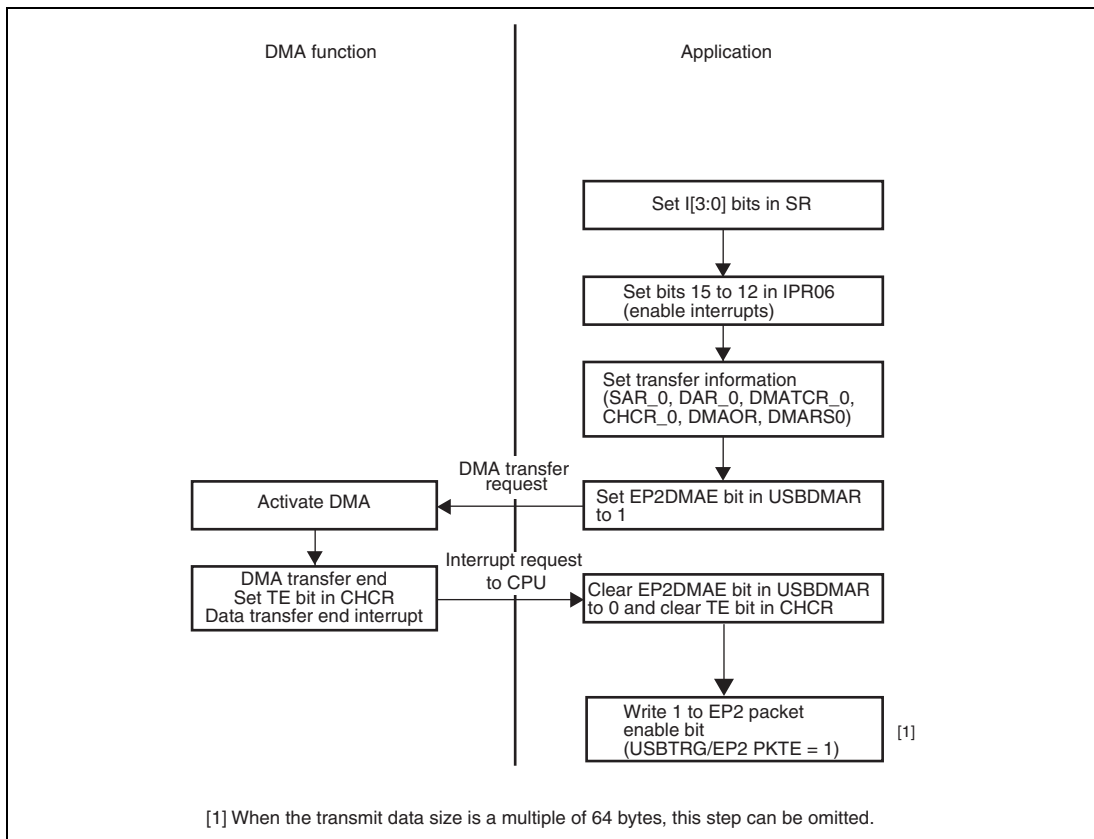 DMA function
Application
Set I[3:0] bits in SR
Set bits 15 to 12 in IPR06
(enable interrupts)
Set transfer information
(SAR_0, DAR_0, DMATCR_0,
CHCR_0, DMAOR, DMARS0)
DMA transfer
request
Activate DMA
Set EP2DMAE bit in USBDMAR
to 1
DMA transfer end
Set TE bit in CHCR
Data transfer end interrupt
Interrupt request
to CPU
Clear EP2DMAE bit in USBDMAR
to 0 and clear TE bit in CHCR
Write 1 to EP2 packet
enable bit
(USBTRG/EP2 PKTE = 1)
[1]
[1] When the transmit data size is a multiple of 64 bytes, this step can be omitted.